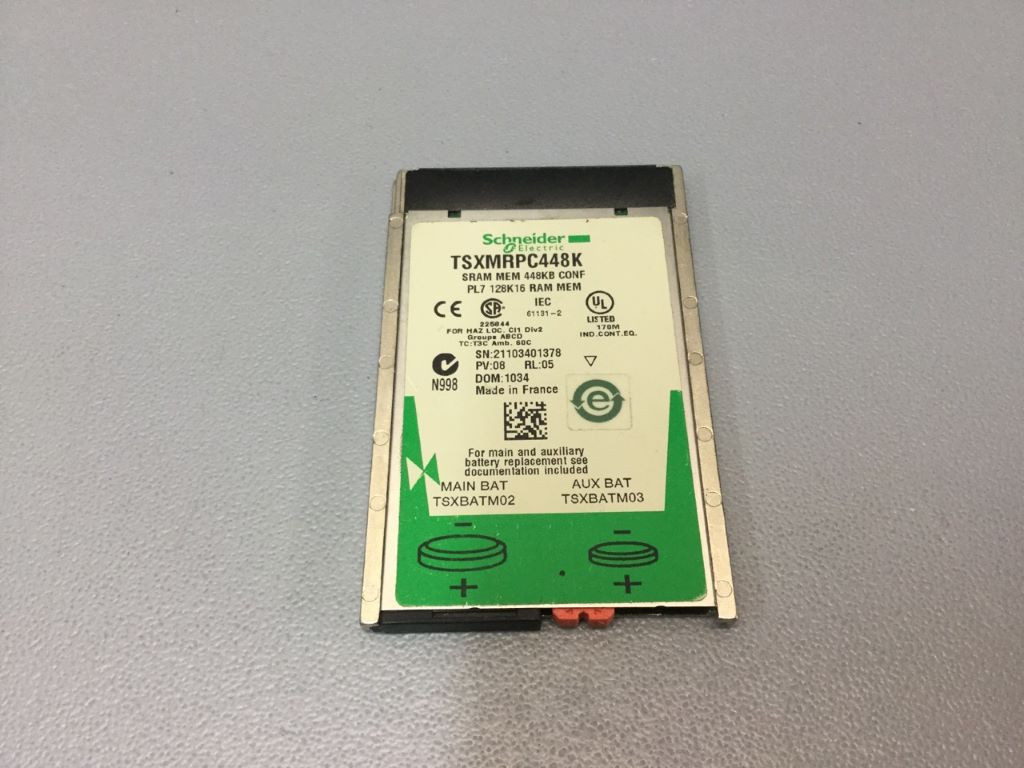 Schneider
Electric
TSXMRPC448K
SRAM MEM 448KB CONF
PL7 128K16 RAM MEM
CE SA IEC UL
225844 61131-2 LISTED
FOR HAZ LOC. Cl1 Div2 178M
Groups ABCD IND.CONT.EQ.
TC:T3C Amb. 60C
SN:21103401378
PV:08 RL:05
N998 DOM:1034
Made in France
e
For main and auxiliary
battery replacement see
documentation included
MAIN BAT AUX BAT
TSXBATM02 TSXBATM03
− −
+ +